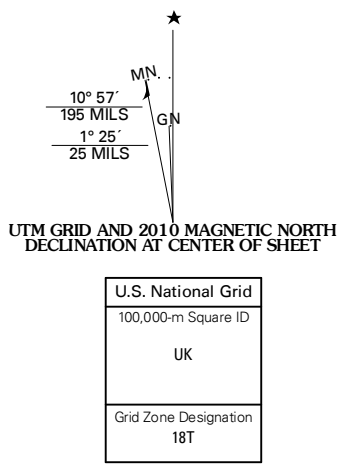 ★
MN
10° 57´
195 MILS
GN
1° 25´
25 MILS
UTM GRID AND 2010 MAGNETIC NORTH
DECLINATION AT CENTER OF SHEET
U.S. National Grid
100,000-m Square ID
UK
Grid Zone Designation
18T